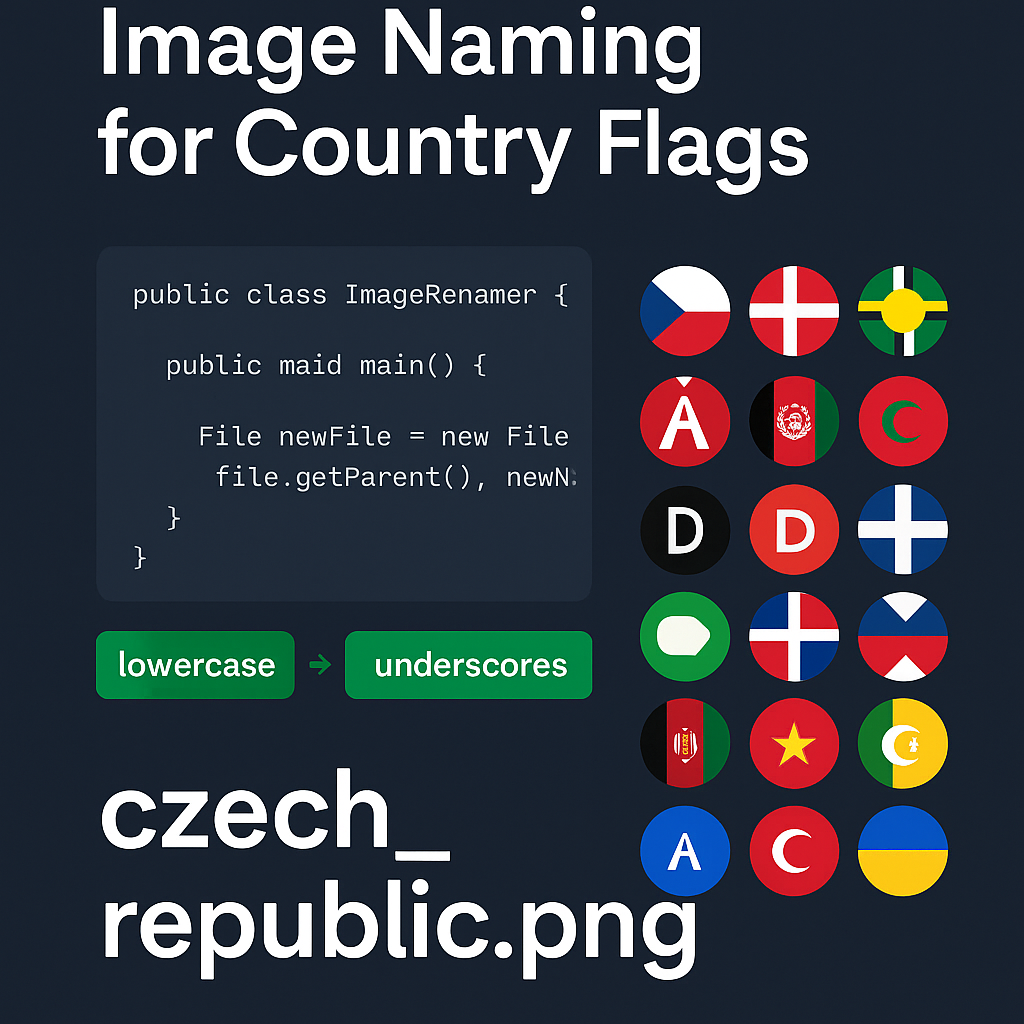 Image Naming
for Country Flags
public class ImageRenamer {
public maid main() {
File newFile = new File
file.getParent(), newN
}
}
lowercase → underscores
czech_
republic.png
A
D
D
A